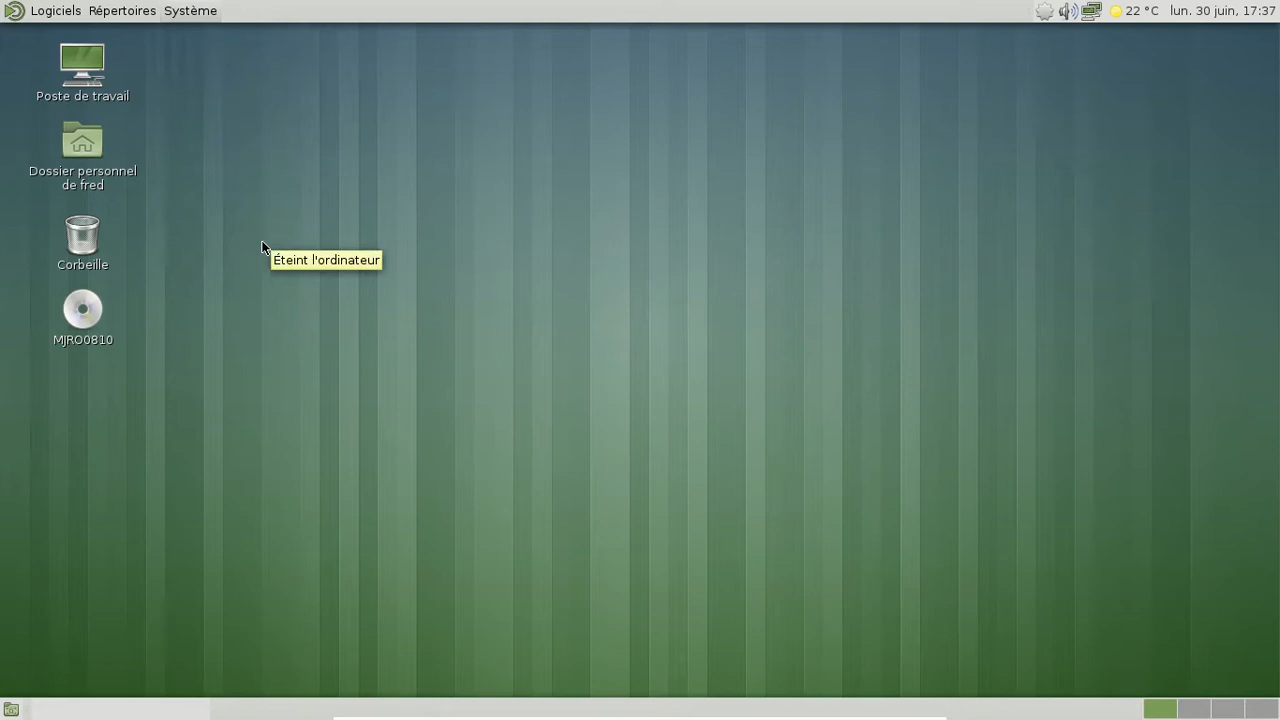 Logiciels Répertoires Système
22 °C lun. 30 juin, 17:37
Poste de travail
Dossier personnel
de fred
Corbeille
Éteint l'ordinateur
MJRO0810